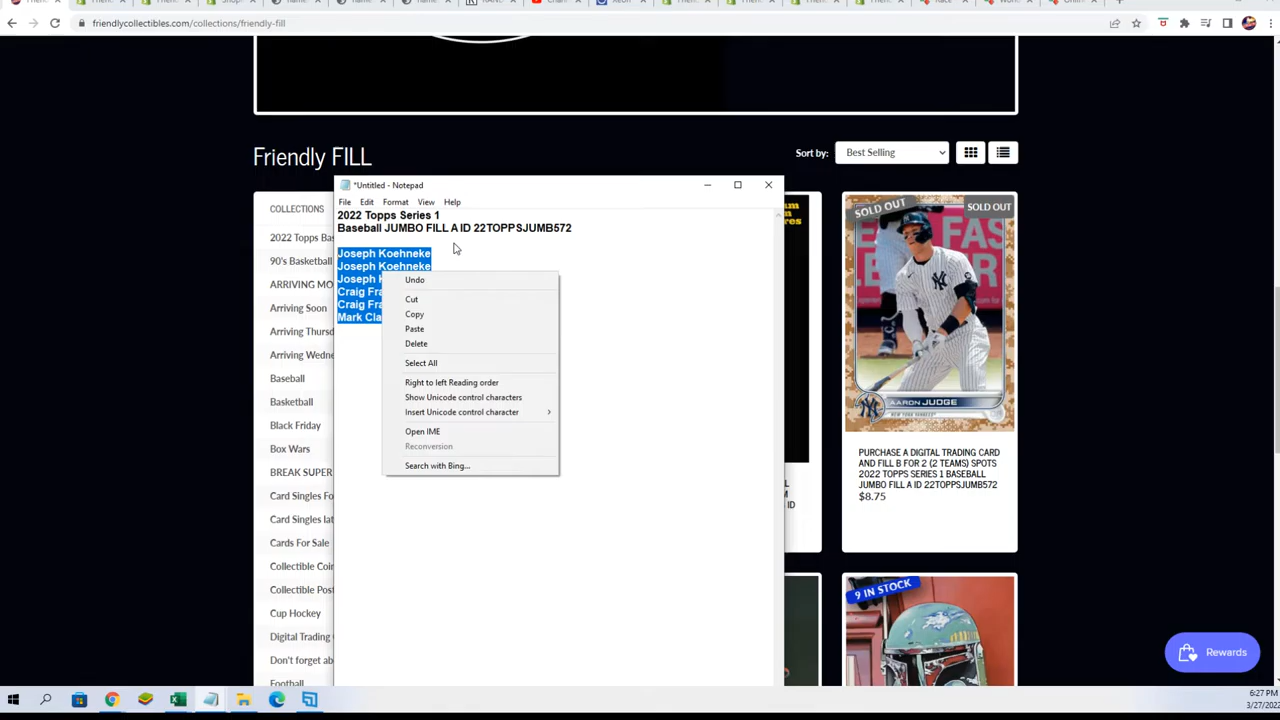 friendlycollectibles.com/collections/friendly-fill
Friendly FILL
Sort by:
Best Selling
COLLECTIONS
2022 Topps Bas
90's Basketball
ARRIVING MO
Arriving Soon
Arriving Thursd
Arriving Wedne
Baseball
Basketball
Black Friday
Box Wars
BREAK SUPER
Card Singles Fo
Card Singles lat
Cards For Sale
Collectible Coi
Collectible Post
Cup Hockey
Digital Trading
Don't forget ab
Football
*Untitled - Notepad
File Edit Format View Help
2022 Topps Series 1
Baseball JUMBO FILL A ID 22TOPPSJUMB572
Joseph Koehneke
Joseph Koehneke
Joseph K
Craig Fra
Craig Fra
Mark Cla
Undo
Cut
Copy
Paste
Delete
Select All
Right to left Reading order
Show Unicode control characters
Insert Unicode control character
Open IME
Reconversion
Search with Bing...
SOLD OUT
SOLD OUT
AARON JUDGE
NEW YORK YANKEES
PURCHASE A DIGITAL TRADING CARD
AND FILL B FOR 2 (2 TEAMS) SPOTS
2022 TOPPS SERIES 1 BASEBALL
JUMBO FILL A ID 22TOPPSJUMB572
$8.75
9 IN STOCK
Rewards
6:27 PM
3/27/2022